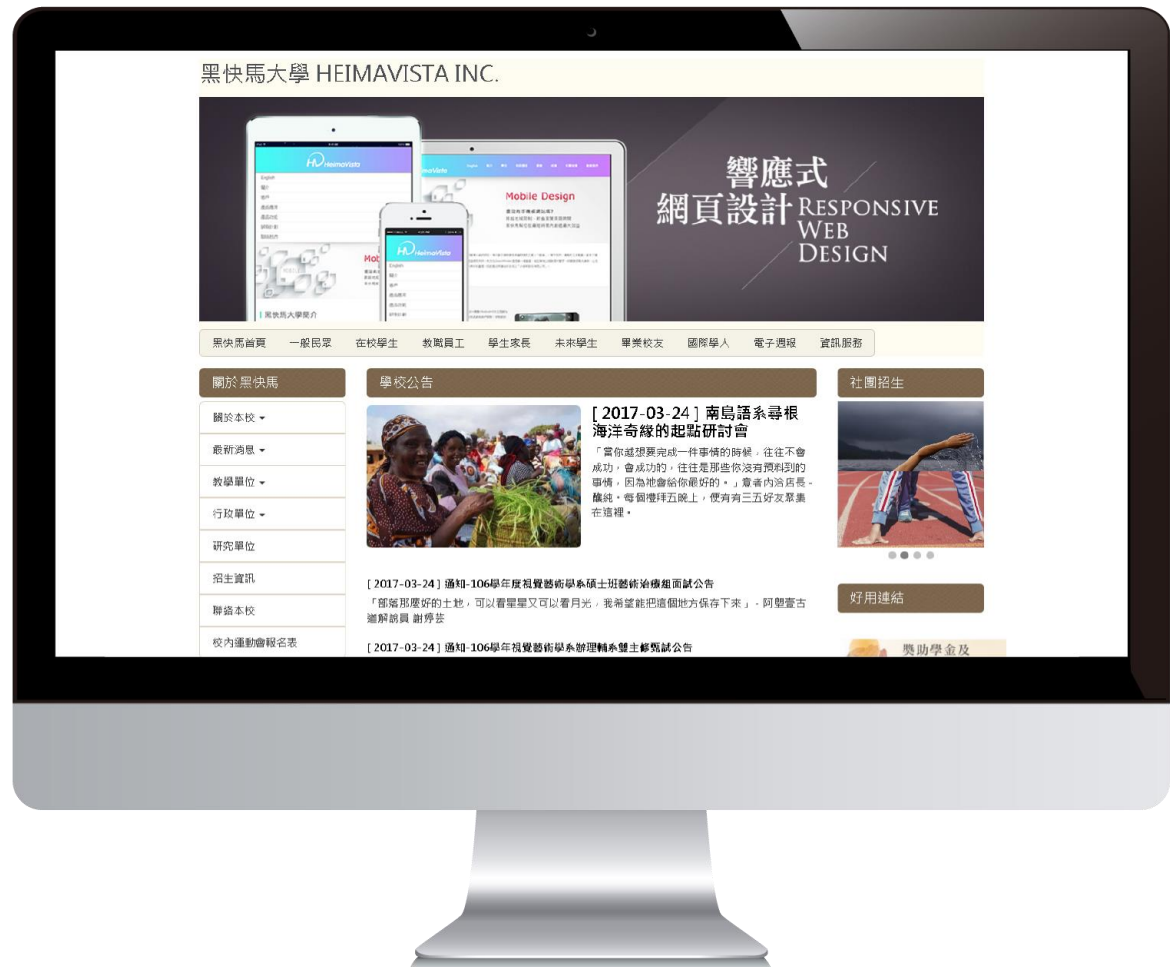 黑快馬大學 HEIMAVISTA INC.
HeimaVista
English
Mobile Design
HeimaVista
English
黑快馬大學簡介
響應式
網頁設計 RESPONSIVE
WEB
DESIGN
黑快馬首頁 一般民眾 在校學生 教職員工 學生家長 未來學生 畢業校友 國際學人 電子週報 資訊服務
關於黑快馬
關於本校
最新消息
教學單位
行政單位
研究單位
招生資訊
聯絡本校
校內運動會報名表
學校公告
[ 2017-03-24 ] 南島語系尋根
海洋奇緣的起點研討會
「當你越想要完成一件事情的時候，往往不會
成功，會成功的，往往是那些你沒有預料到的
事情，因為祂會給你最好的。」意者內洽店長 -
醮純。每個禮拜五晚上，便有有三五好友聚集
在這裡。
[ 2017-03-24 ] 通知-106學年度視覺藝術學系碩士班藝術治療組面試公告
「部落那麼好的土地，可以看星星又可以看月光，我希望能把這個地方保存下來」- 阿塱壹古
道解說員 謝婷芸
[ 2017-03-24 ] 通知-106學年視覺藝術學系辦理輔系雙主修甄試公告
社團招生
好用連結
獎助學金及